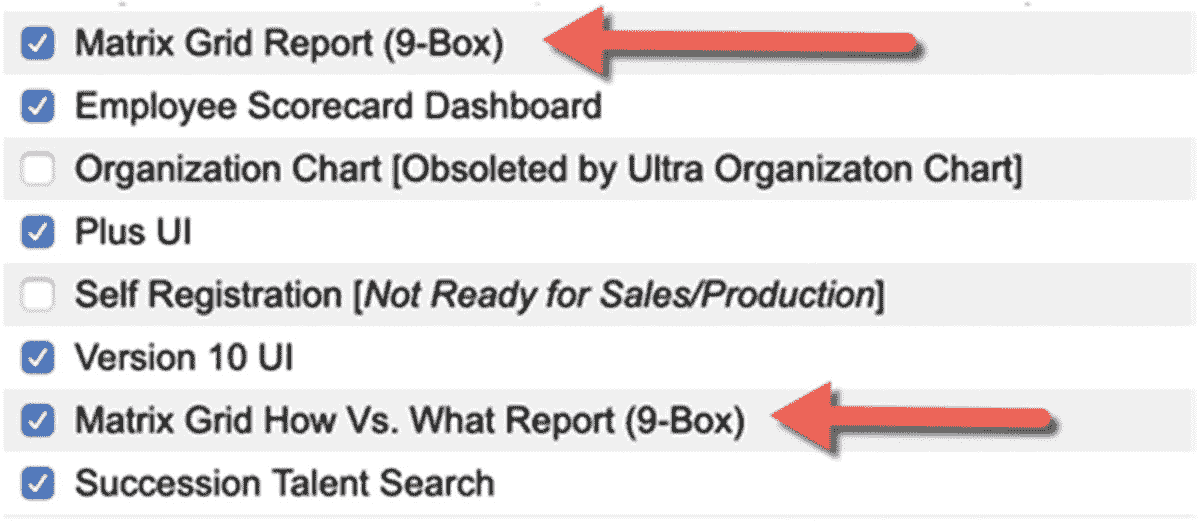 Matrix Grid Report (9-Box)
Employee Scorecard Dashboard
Organization Chart [Obsoleted by Ultra Organizaton Chart]
Plus UI
Self Registration [Not Ready for Sales/Production]
Version 10 UI
Matrix Grid How Vs. What Report (9-Box)
Succession Talent Search